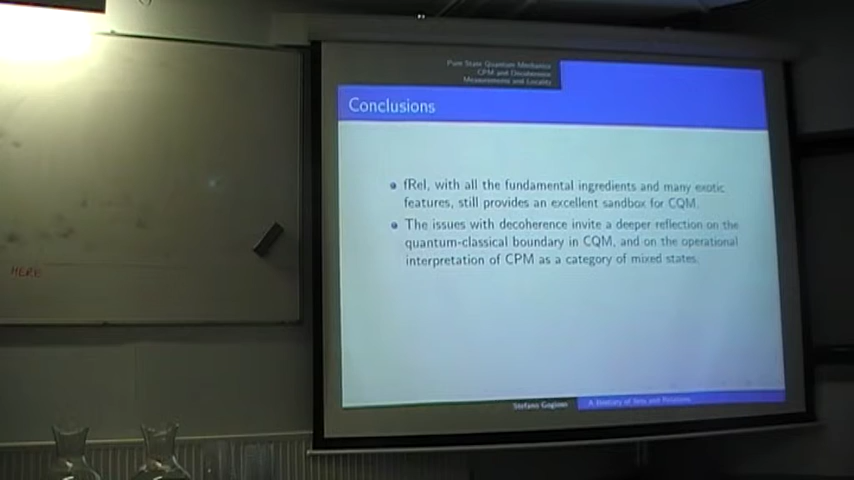 Pure State Quantum Mechanics
CPM and Decoherence
Measurements and Locality
Conclusions
fRel, with all the fundamental ingredients and many exotic
features, still provides an excellent sandbox for CQM.
The issues with decoherence invite a deeper reflection on the
quantum-classical boundary in CQM, and on the operational
interpretation of CPM as a category of mixed states.
HERE
Stefano Gogioso
A Bestiary of Sets and Relations